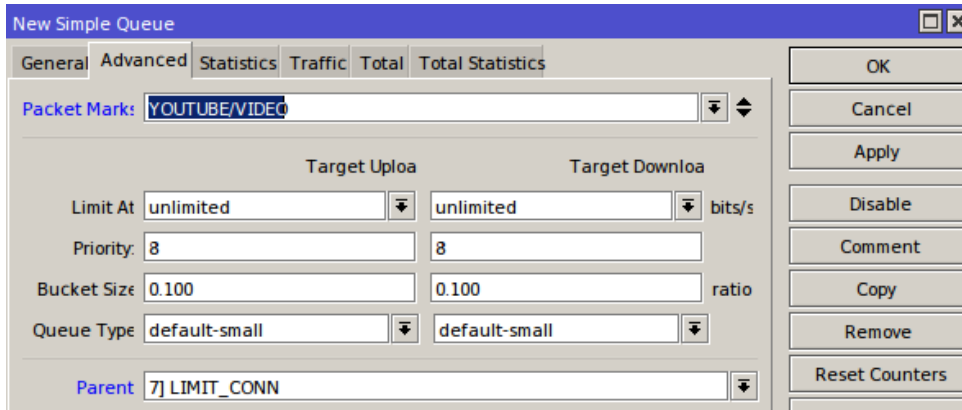 New Simple Queue
General Advanced Statistics Traffic Total Total Statistics
OK
Packet Marks YOUTUBE/VIDEO
Cancel
Apply
Target Uploa Target Downloa
Limit At unlimited unlimited bits/s
Disable
Priority: 8 8
Comment
Bucket Size 0.100 0.100 ratio
Copy
Queue Type default-small default-small
Remove
Parent 7] LIMIT_CONN
Reset Counters